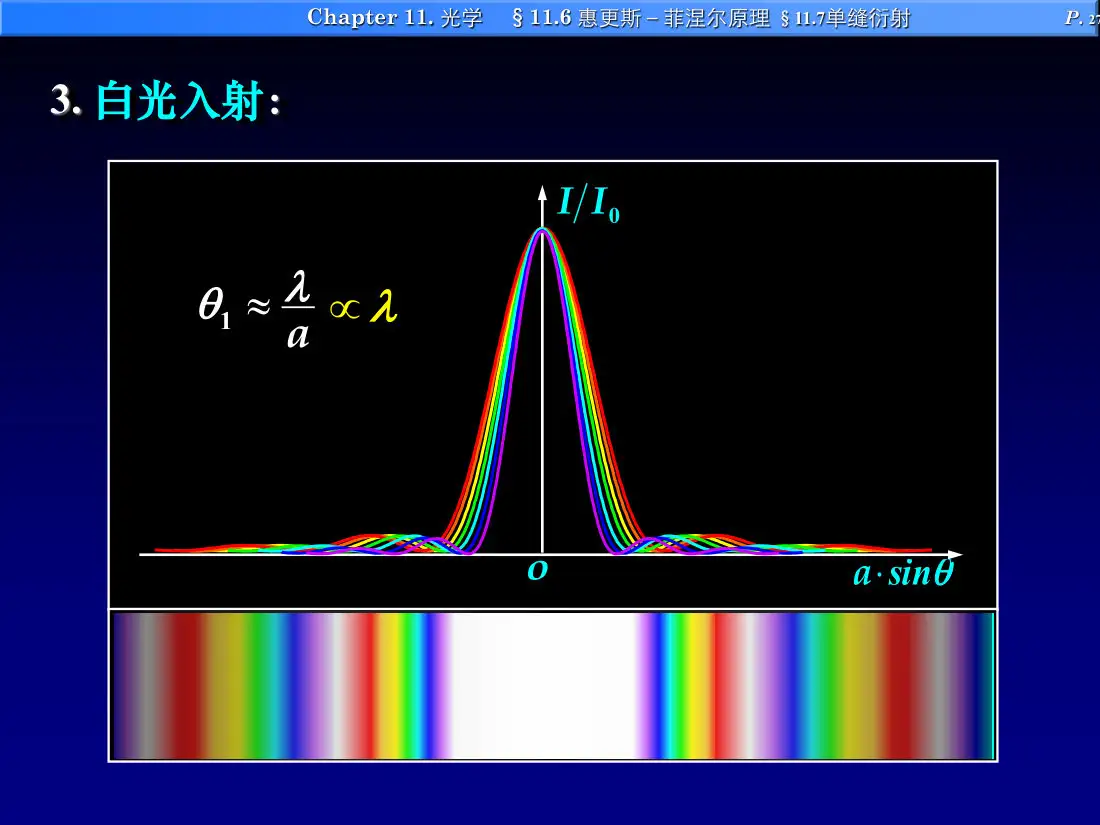 Chapter 11. 光学 § 11.6 惠更斯 – 菲涅尔原理 § 11.7单缝衍射 P. 27
3. 白光入射:
I/I₀
θ₁ ≈ λ/a ∝ λ
o
a · sinθ